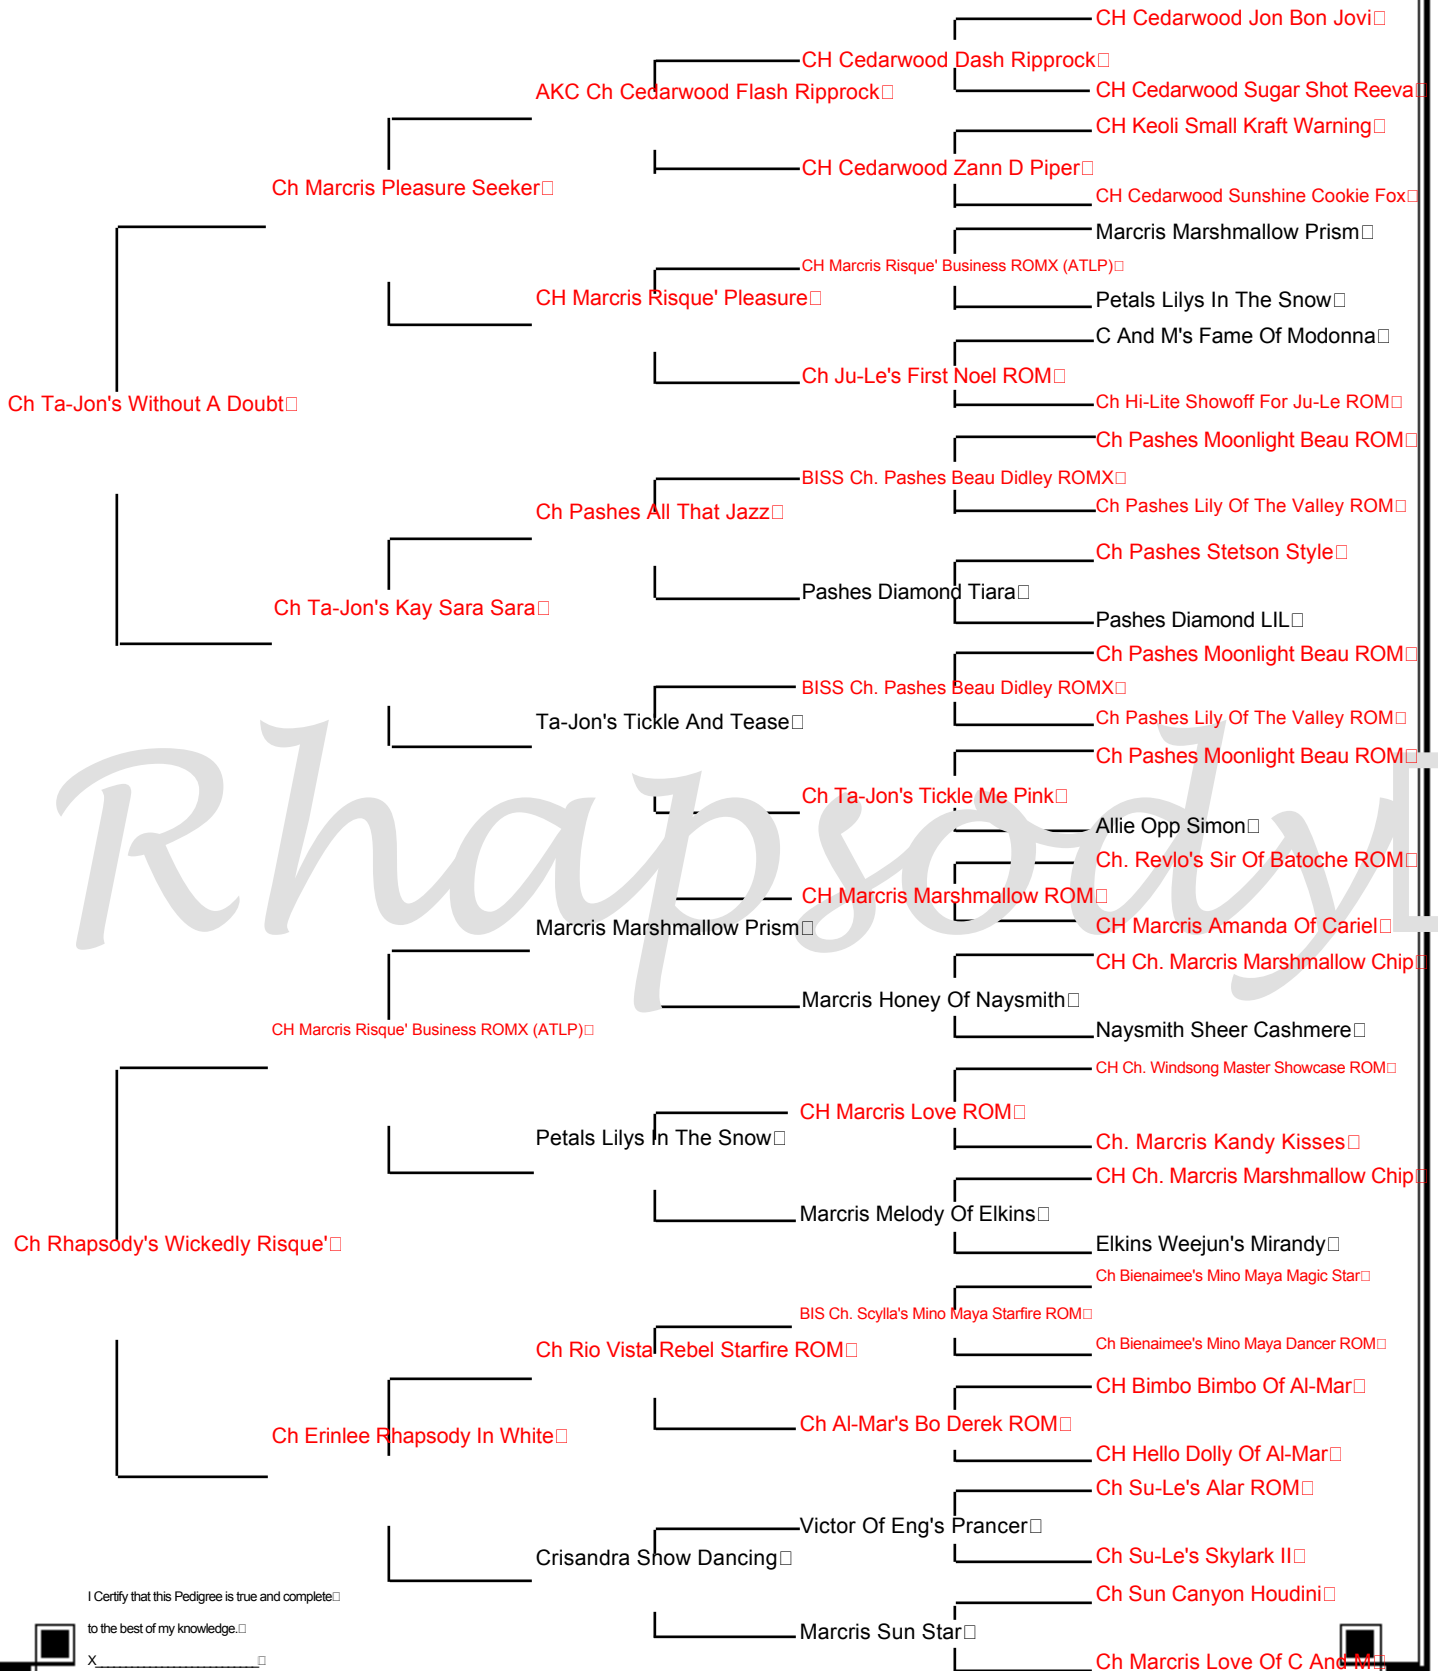 CH Cedarwood Jon Bon Jovi
CH Cedarwood Dash Ripprock
AKC Ch Cedarwood Flash Ripprock
CH Cedarwood Sugar Shot Reeva
CH Keoli Small Kraft Warning
CH Cedarwood Zann D Piper
Ch Marcris Pleasure Seeker
CH Cedarwood Sunshine Cookie Fox
Marcris Marshmallow Prism
CH Marcris Risque' Business ROMX (ATLP)
CH Marcris Risque' Pleasure
Petals Lilys In The Snow
C And M's Fame Of Modonna
Ch Ju-Le's First Noel ROM
Ch Ta-Jon's Without A Doubt
Ch Hi-Lite Showoff For Ju-Le ROM
Ch Pashes Moonlight Beau ROM
BISS Ch. Pashes Beau Didley ROMX
Ch Pashes All That Jazz
Ch Pashes Lily Of The Valley ROM
Ch Pashes Stetson Style
Pashes Diamond Tiara
Ch Ta-Jon's Kay Sara Sara
Pashes Diamond LIL
Ch Pashes Moonlight Beau ROM
BISS Ch. Pashes Beau Didley ROMX
Ta-Jon's Tickle And Tease
Ch Pashes Lily Of The Valley ROM
Ch Pashes Moonlight Beau ROM
Ch Ta-Jon's Tickle Me Pink
Allie Opp Simon
Rhapsody
Ch. Revlo's Sir Of Batoche ROM
CH Marcris Marshmallow ROM
Marcris Marshmallow Prism
CH Marcris Amanda Of Cariel
CH Ch. Marcris Marshmallow Chip
Marcris Honey Of Naysmith
CH Marcris Risque' Business ROMX (ATLP)
Naysmith Sheer Cashmere
CH Ch. Windsong Master Showcase ROM
CH Marcris Love ROM
Petals Lilys In The Snow
Ch. Marcris Kandy Kisses
CH Ch. Marcris Marshmallow Chip
Marcris Melody Of Elkins
Ch Rhapsody's Wickedly Risque'
Elkins Weejun's Mirandy
Ch Bienaimee's Mino Maya Magic Star
BIS Ch. Scylla's Mino Maya Starfire ROM
Ch Rio Vista Rebel Starfire ROM
Ch Bienaimee's Mino Maya Dancer ROM
CH Bimbo Bimbo Of Al-Mar
Ch Al-Mar's Bo Derek ROM
Ch Erinlee Rhapsody In White
CH Hello Dolly Of Al-Mar
Ch Su-Le's Alar ROM
Victor Of Eng's Prancer
Crisandra Snow Dancing
Ch Su-Le's Skylark II
Ch Sun Canyon Houdini
Marcris Sun Star
Ch Marcris Love Of C And M
I Certify that this Pedigree is true and complete
to the best of my knowledge.
X___________________________